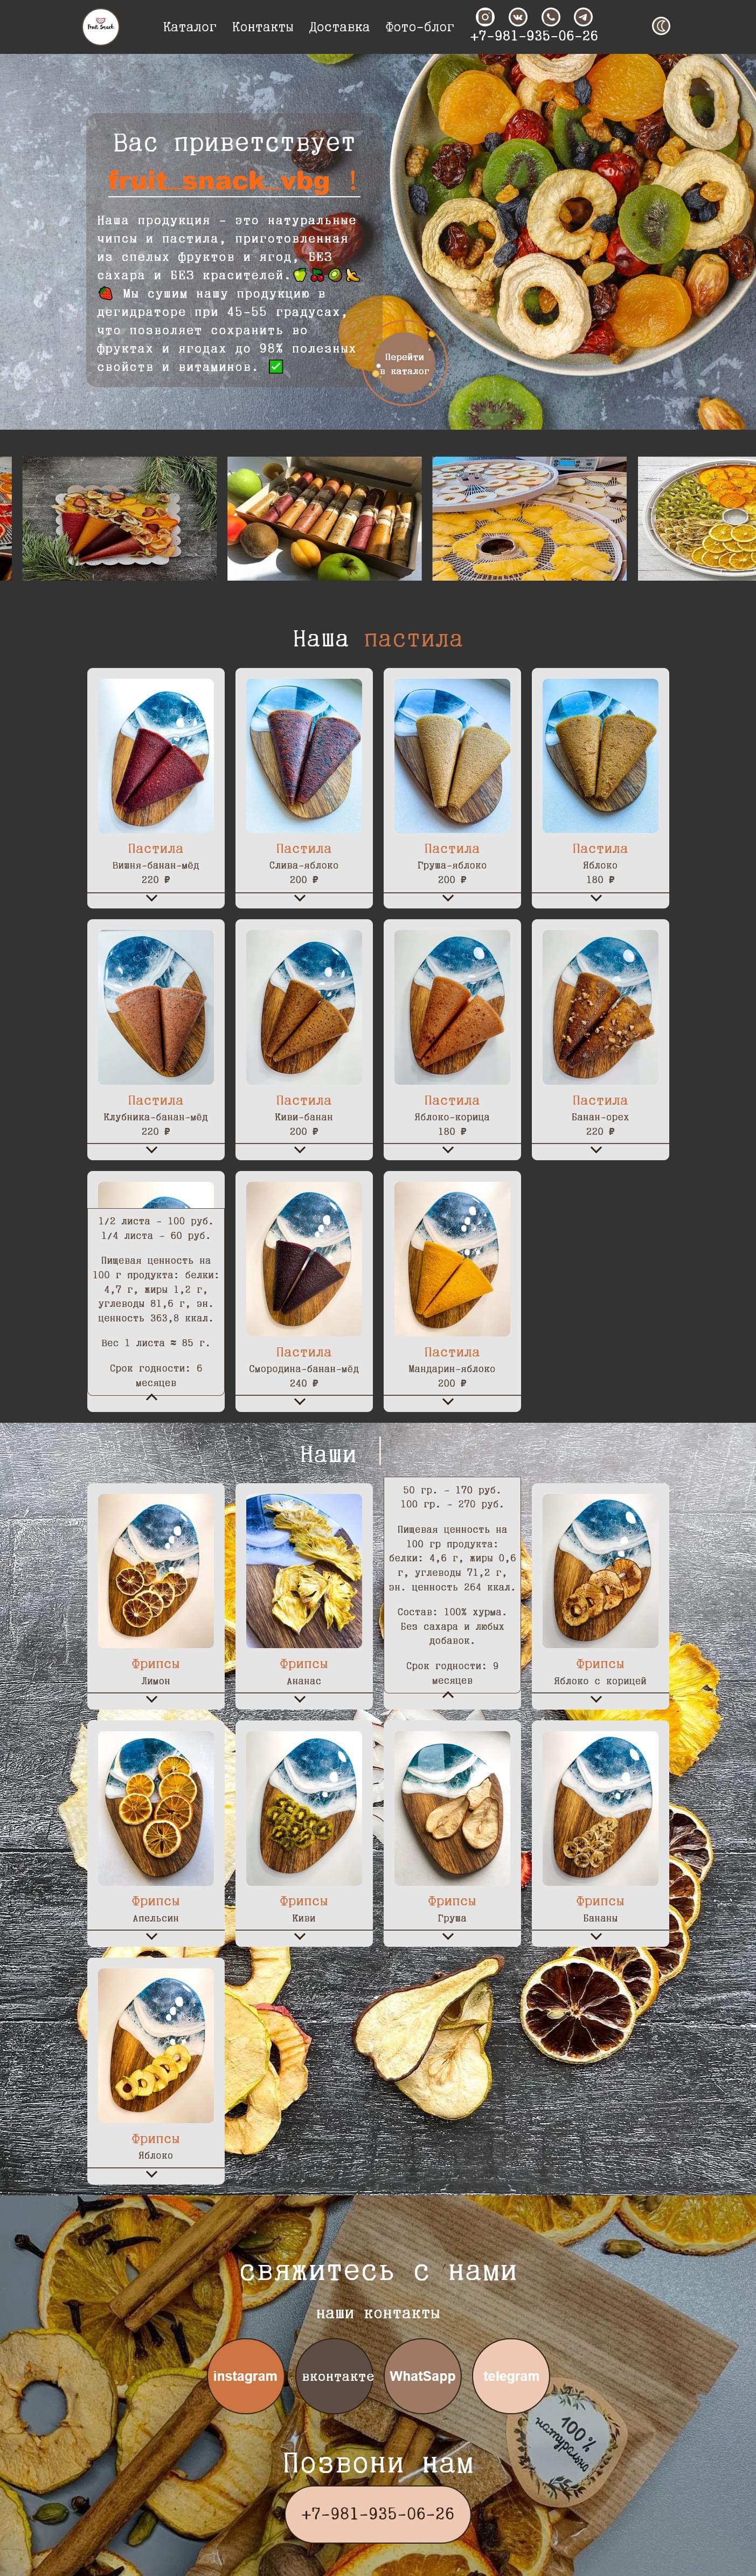 Fruit Snack
Каталог Контакты Доставка Фото-блог
+7-981-935-06-26
Вас приветствует
fruit_snack_vbg !
Наша продукция - это натуральные
чипсы и пастила, приготовленная
из спелых фруктов и ягод, БЕЗ
сахара и БЕЗ красителей.🍏🍒🥝🍌
🍓 Мы сушим нашу продукцию в
дегидраторе при 45-55 градусах,
что позволяет сохранить во
фруктах и ягодах до 98% полезных
свойств и витаминов. ✅
Перейти
в каталог
Наша пастила
Пастила
Вишня-банан-мёд
220 ₽
Пастила
Слива-яблоко
200 ₽
Пастила
Груша-яблоко
200 ₽
Пастила
Яблоко
180 ₽
Пастила
Клубника-банан-мёд
220 ₽
Пастила
Киви-банан
200 ₽
Пастила
Яблоко-корица
180 ₽
Пастила
Банан-орех
220 ₽
1/2 листа - 100 руб.
1/4 листа - 60 руб.
Пищевая ценность на
100 г продукта: белки:
4,7 г, жиры 1,2 г,
углеводы 81,6 г, эн.
ценность 363,8 ккал.
Вес 1 листа ≈ 85 г.
Срок годности: 6
месяцев
Пастила
Смородина-банан-мёд
240 ₽
Пастила
Мандарин-яблоко
200 ₽
Наши
Фрипсы
Лимон
Фрипсы
Ананас
50 гр. - 170 руб.
100 гр. - 270 руб.
Пищевая ценность на
100 гр продукта:
белки: 4,6 г, жиры 0,6
г, углеводы 71,2 г,
эн. ценность 264 ккал.
Состав: 100% хурма.
Без сахара и любых
добавок.
Срок годности: 9
месяцев
Фрипсы
Яблоко с корицей
Фрипсы
Апельсин
Фрипсы
Киви
Фрипсы
Груша
Фрипсы
Бананы
Фрипсы
Яблоко
свяжитесь с нами
наши контакты
instagram
вконтакте
WhatSapp
telegram
100%
натурально
Позвони нам
+7-981-935-06-26